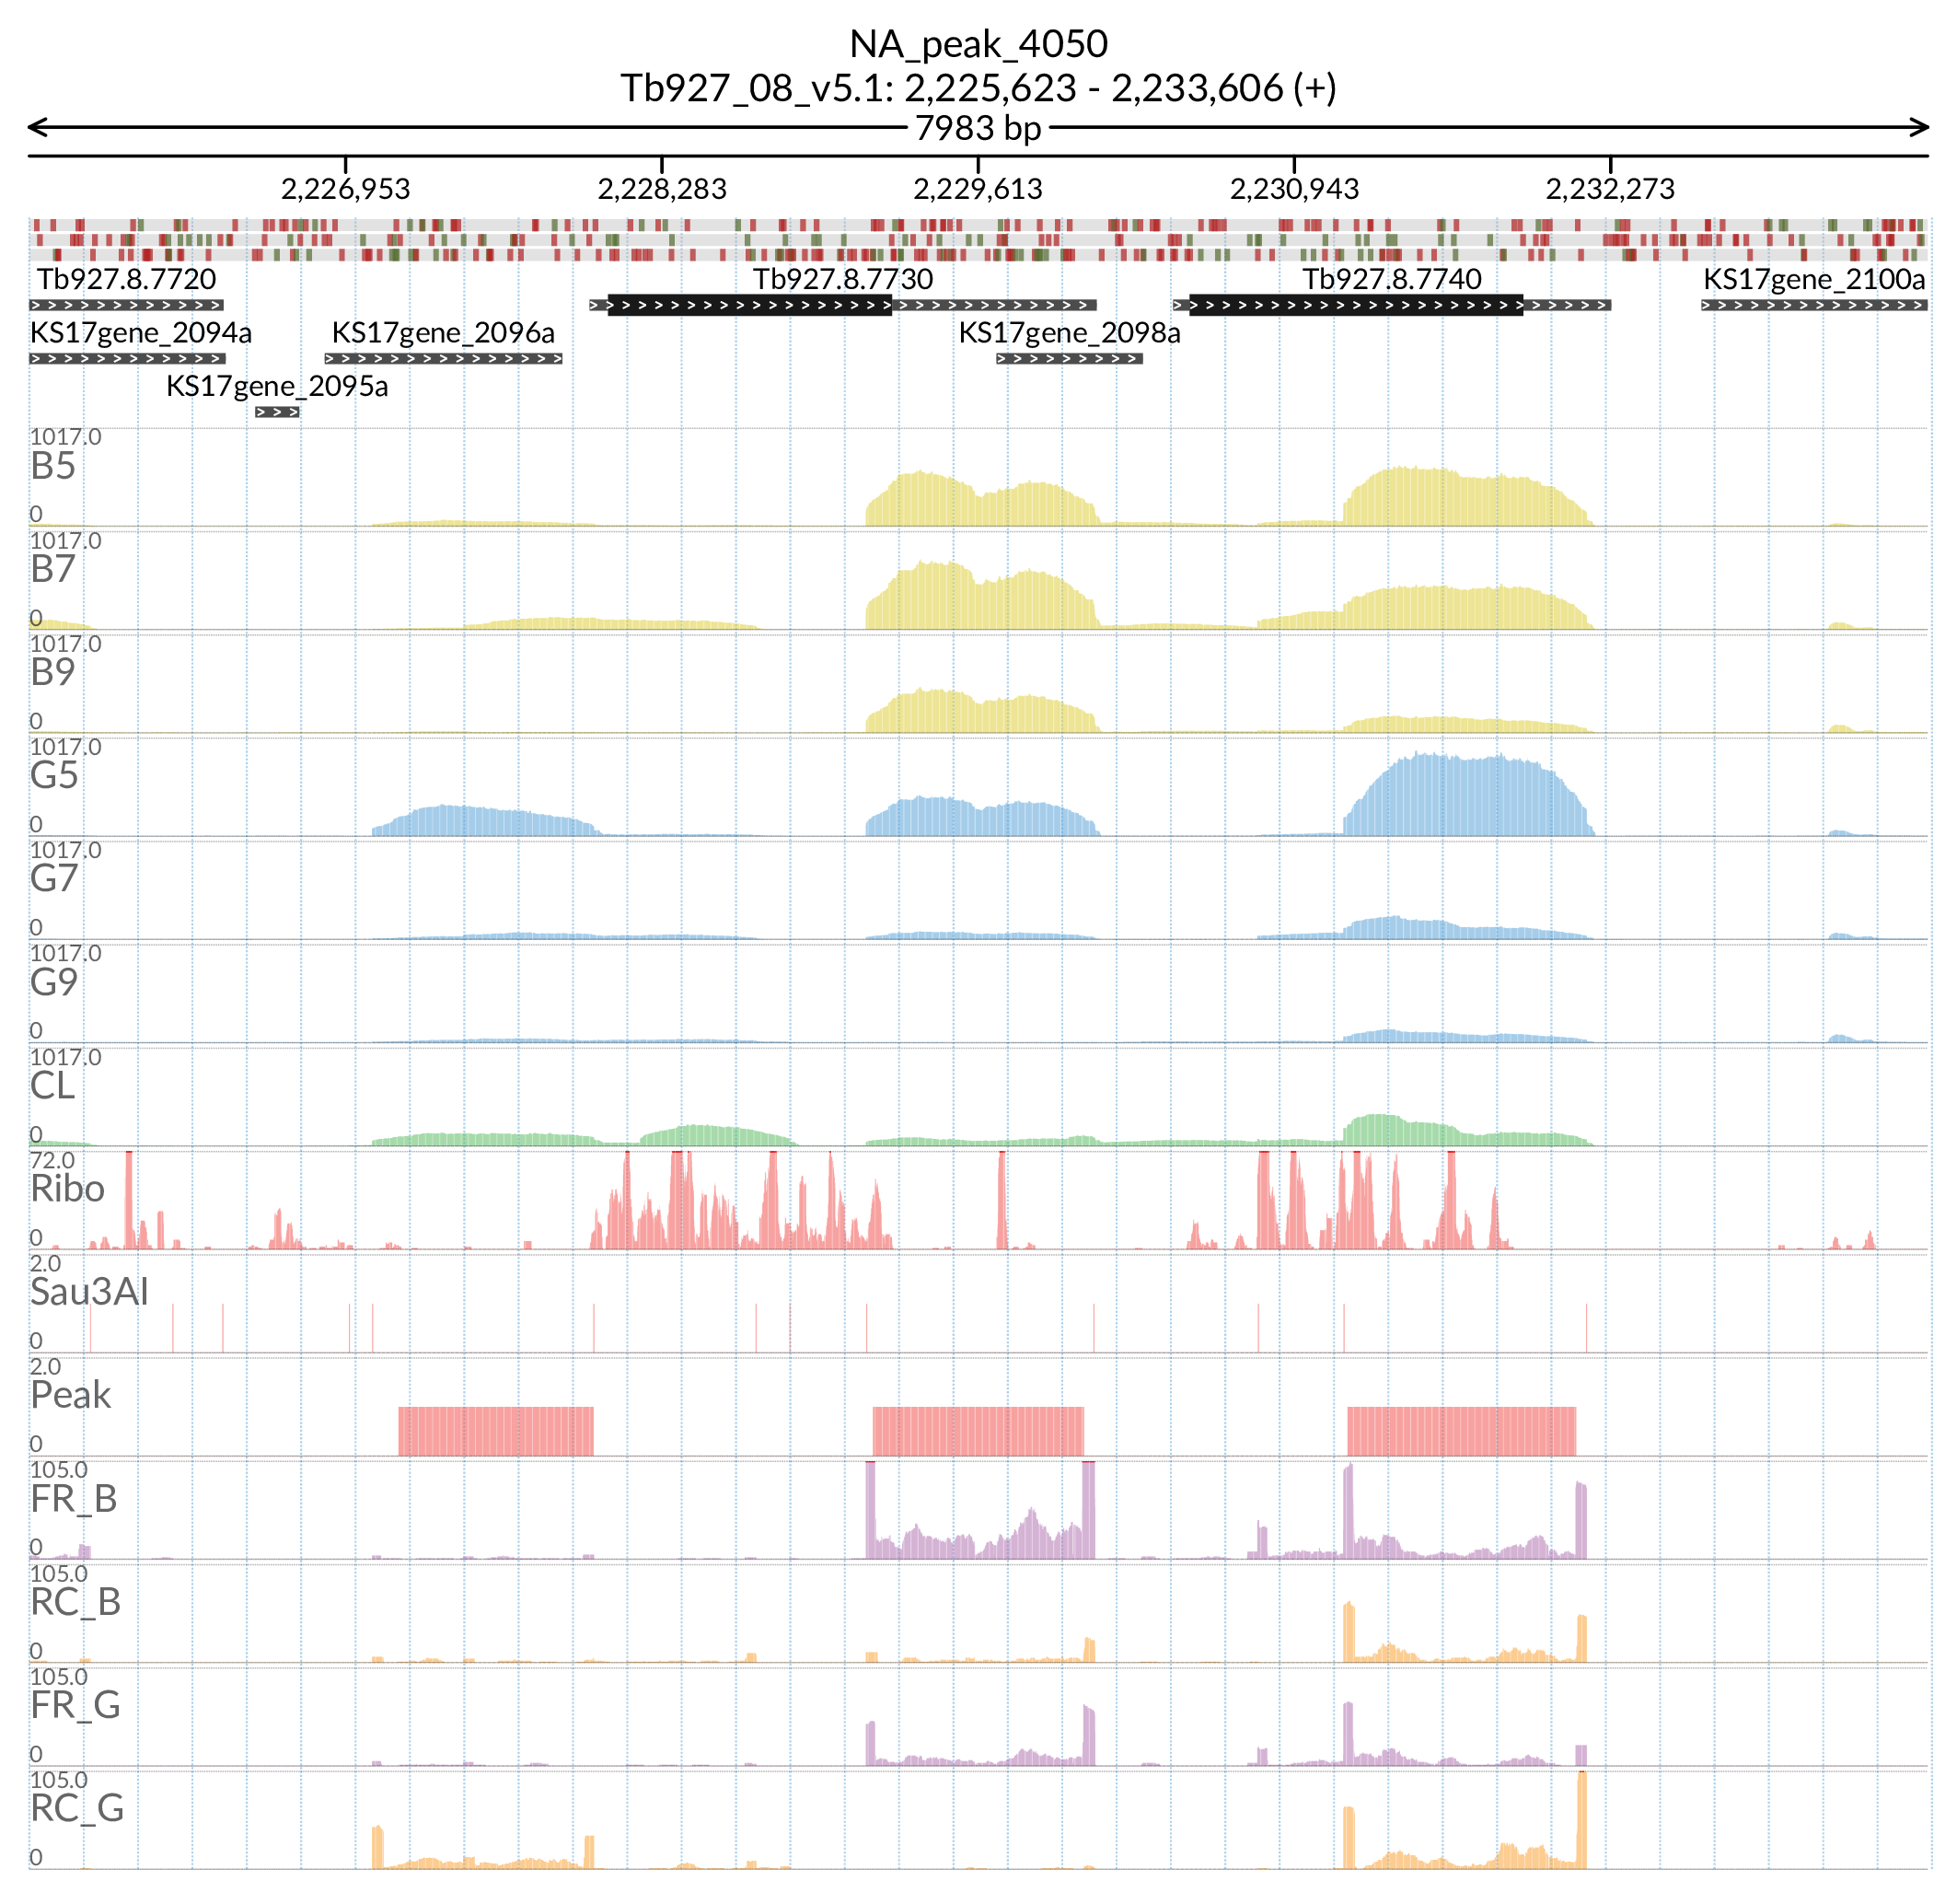 NA_peak_4050
Tb927_08_v5.1: 2,225,623 - 2,233,606 (+)
7983 bp
2,226,953 2,228,283 2,229,613 2,230,943 2,232,273
Tb927.8.7720 Tb927.8.7730 Tb927.8.7740 KS17gene_2100a
KS17gene_2094a KS17gene_2096a KS17gene_2098a
KS17gene_2095a
1017.0
B5
0
1017.0
B7
0
1017.0
B9
0
1017.0
G5
0
1017.0
G7
0
1017.0
G9
0
1017.0
CL
0
72.0
Ribo
0
2.0
Sau3AI
0
2.0
Peak
0
105.0
FR_B
0
105.0
RC_B
0
105.0
FR_G
0
105.0
RC_G
0